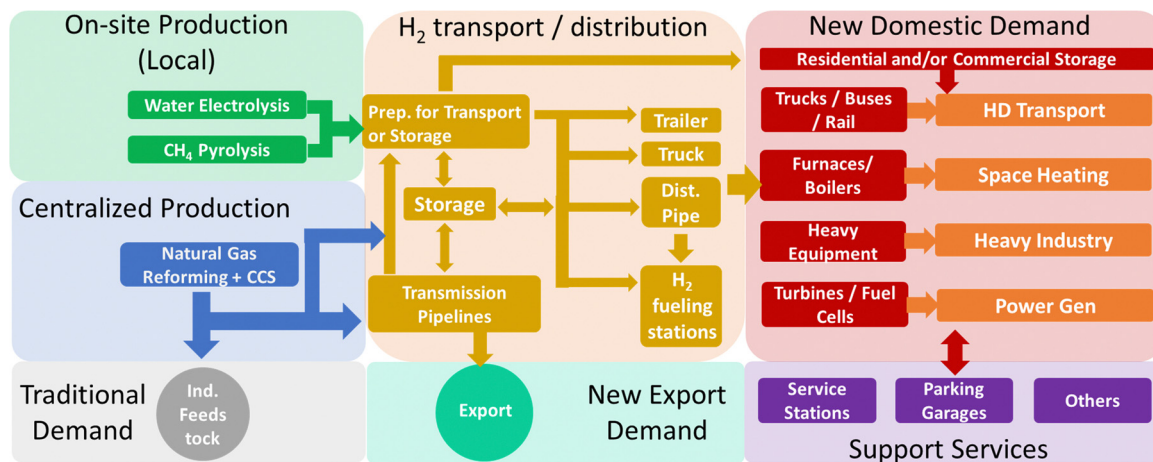 On-site Production
(Local)
Water Electrolysis
CH₄ Pyrolysis
Centralized Production
Natural Gas
Reforming + CCS
Traditional
Demand
Ind.
Feeds
tock
H₂ transport / distribution
Prep. for Transport
or Storage
Storage
Transmission
Pipelines
Trailer
Truck
Dist.
Pipe
H₂
fueling
stations
Export
New Export
Demand
New Domestic Demand
Residential and/or Commercial Storage
Trucks / Buses
/ Rail
HD Transport
Furnaces/
Boilers
Space Heating
Heavy
Equipment
Heavy Industry
Turbines / Fuel
Cells
Power Gen
Service
Stations
Parking
Garages
Others
Support Services